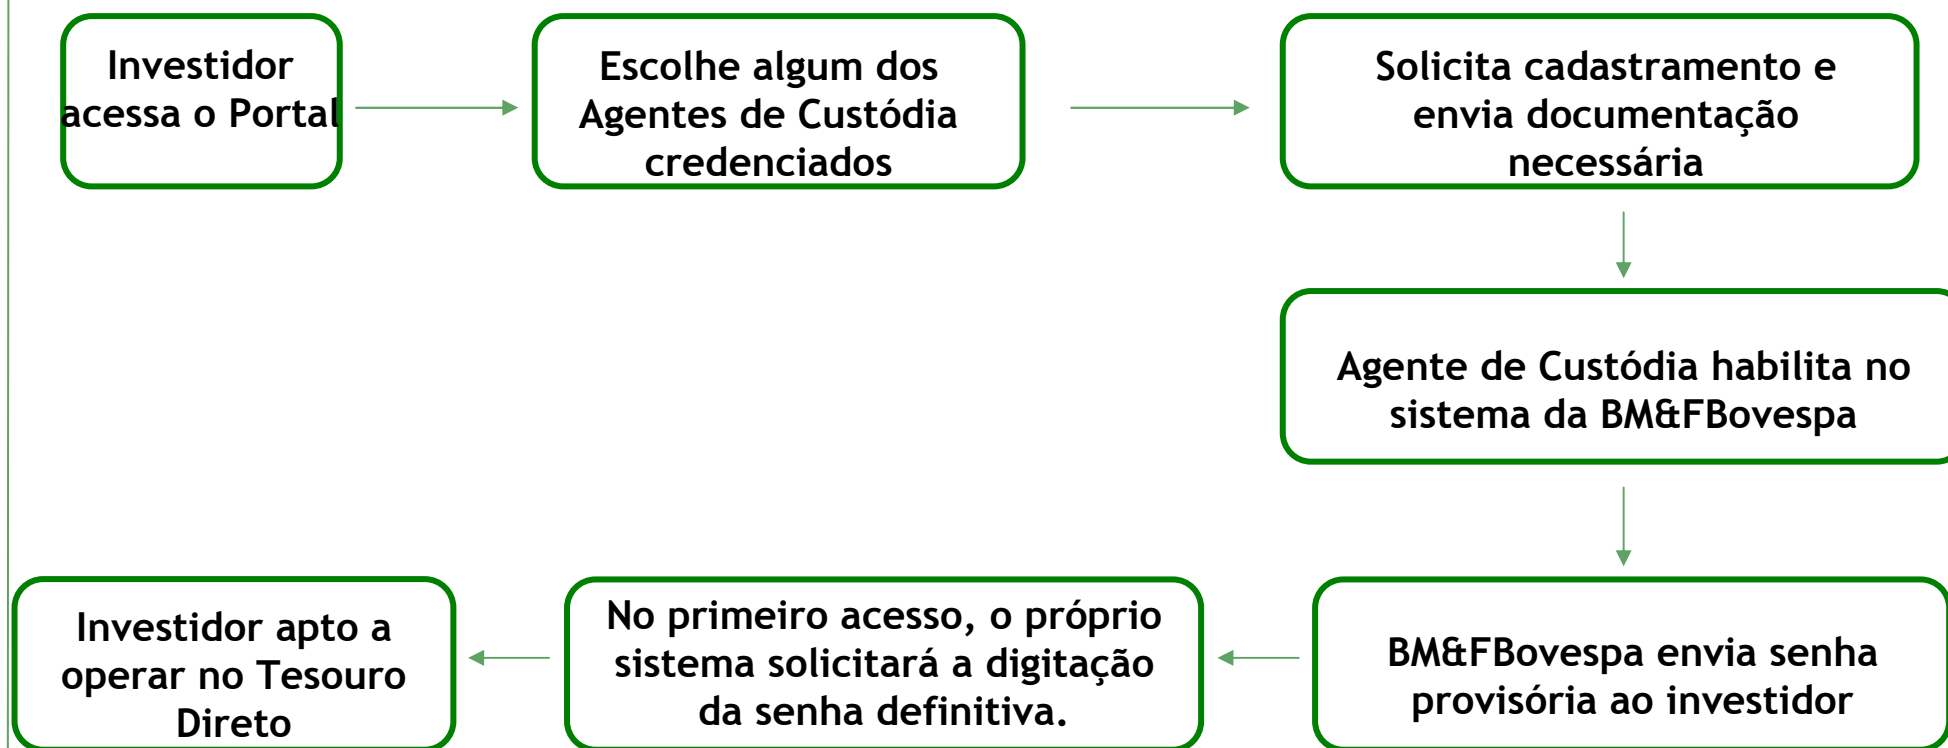 Investidor
acessa o Portal
Escolhe algum dos
Agentes de Custódia
credenciados
Solicita cadastramento e
envia documentação
necessária
Agente de Custódia habilita no
sistema da BM&FBovespa
BM&FBovespa envia senha
provisória ao investidor
No primeiro acesso, o próprio
sistema solicitará a digitação
da senha definitiva.
Investidor apto a
operar no Tesouro
Direto